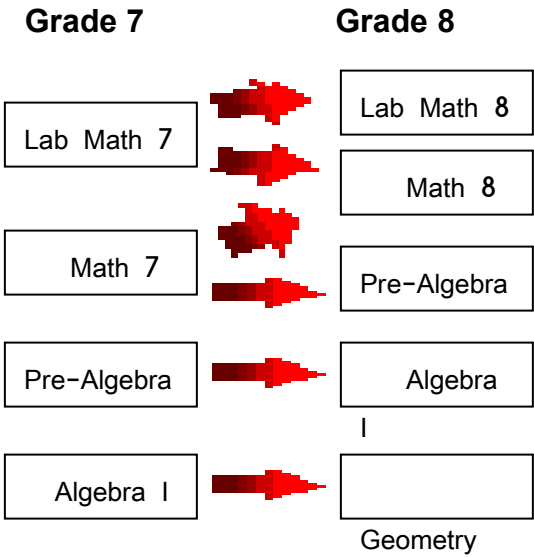 Grade 7
Grade 8
Lab Math 7
Lab Math 8
Math 8
Math 7
Pre-Algebra
Pre-Algebra
Algebra
I
Algebra I
Geometry